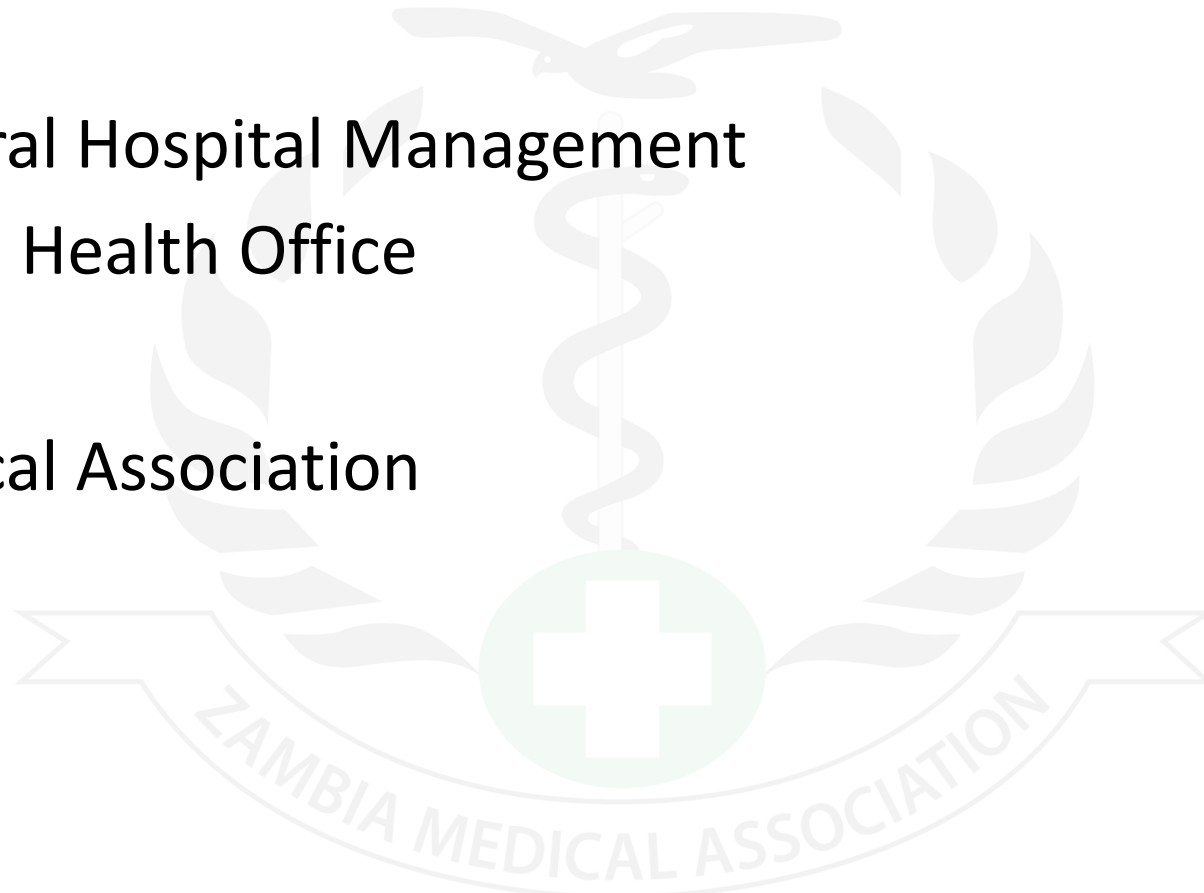 ral Hospital Management
Health Office
cal Association
ZAMBIA MEDICAL ASSOCIATION